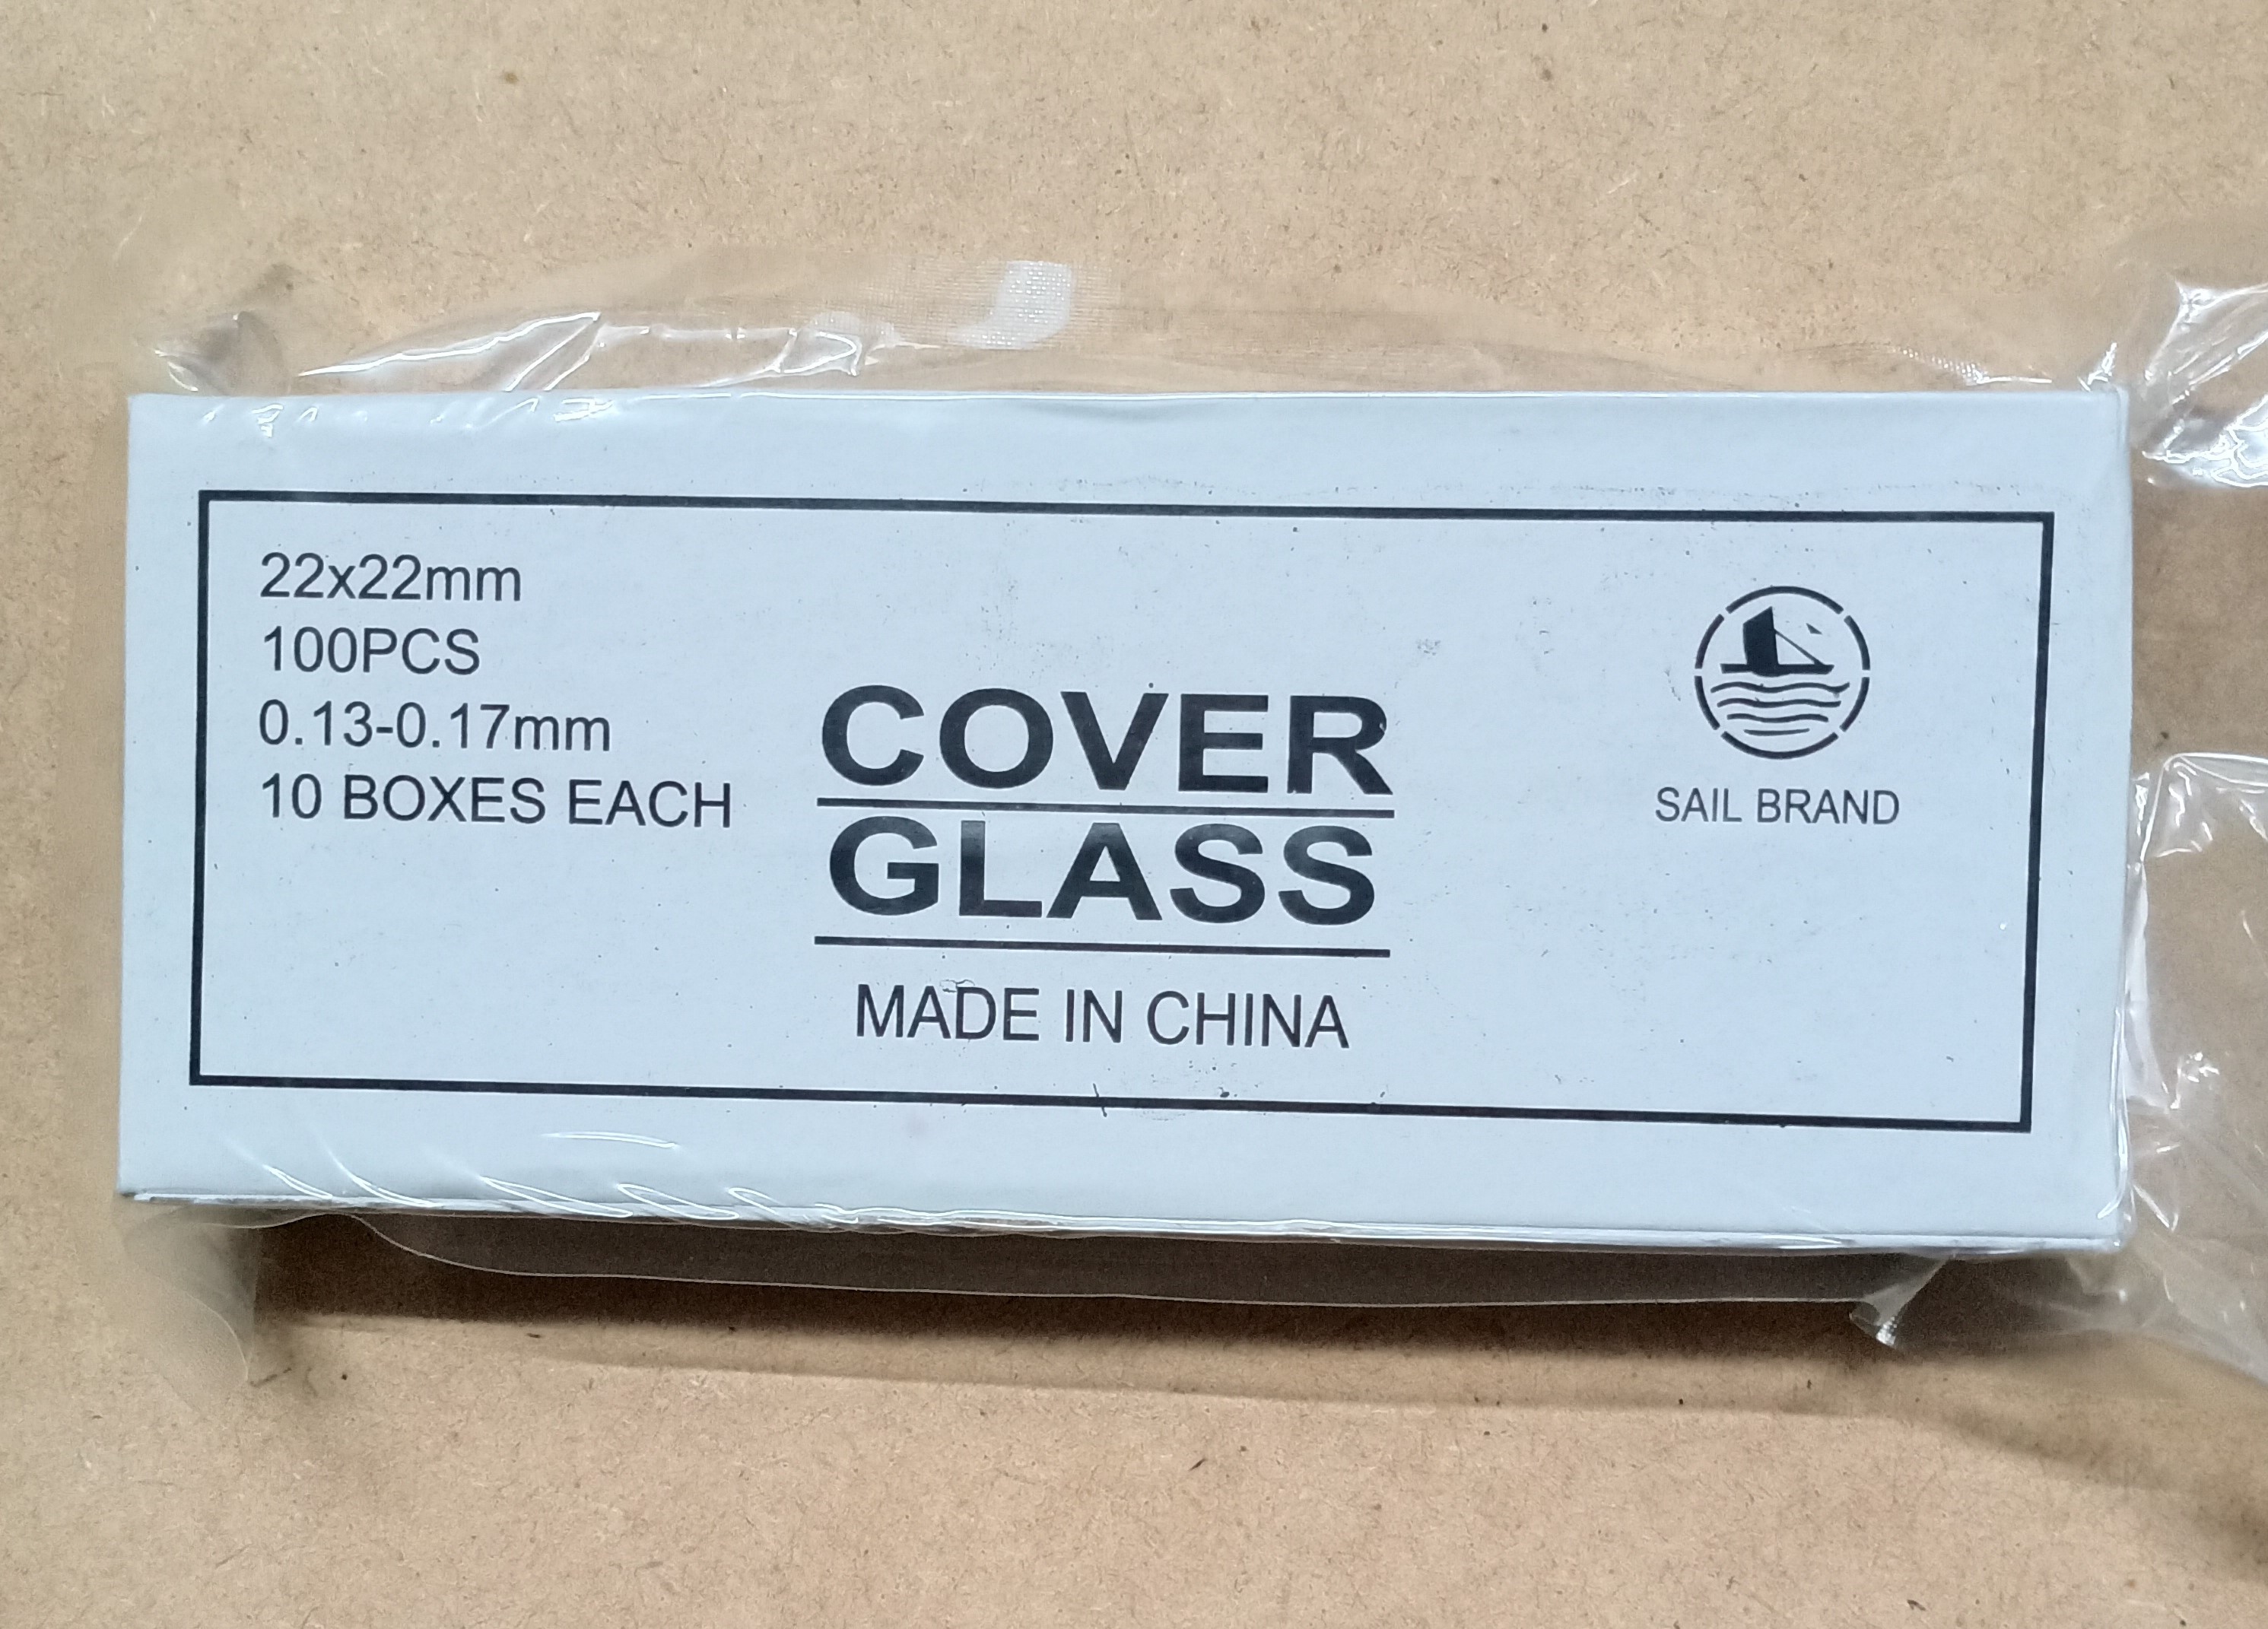 22x22mm
100PCS
0.13-0.17mm
10 BOXES EACH
COVER
GLASS
MADE IN CHINA
SAIL BRAND